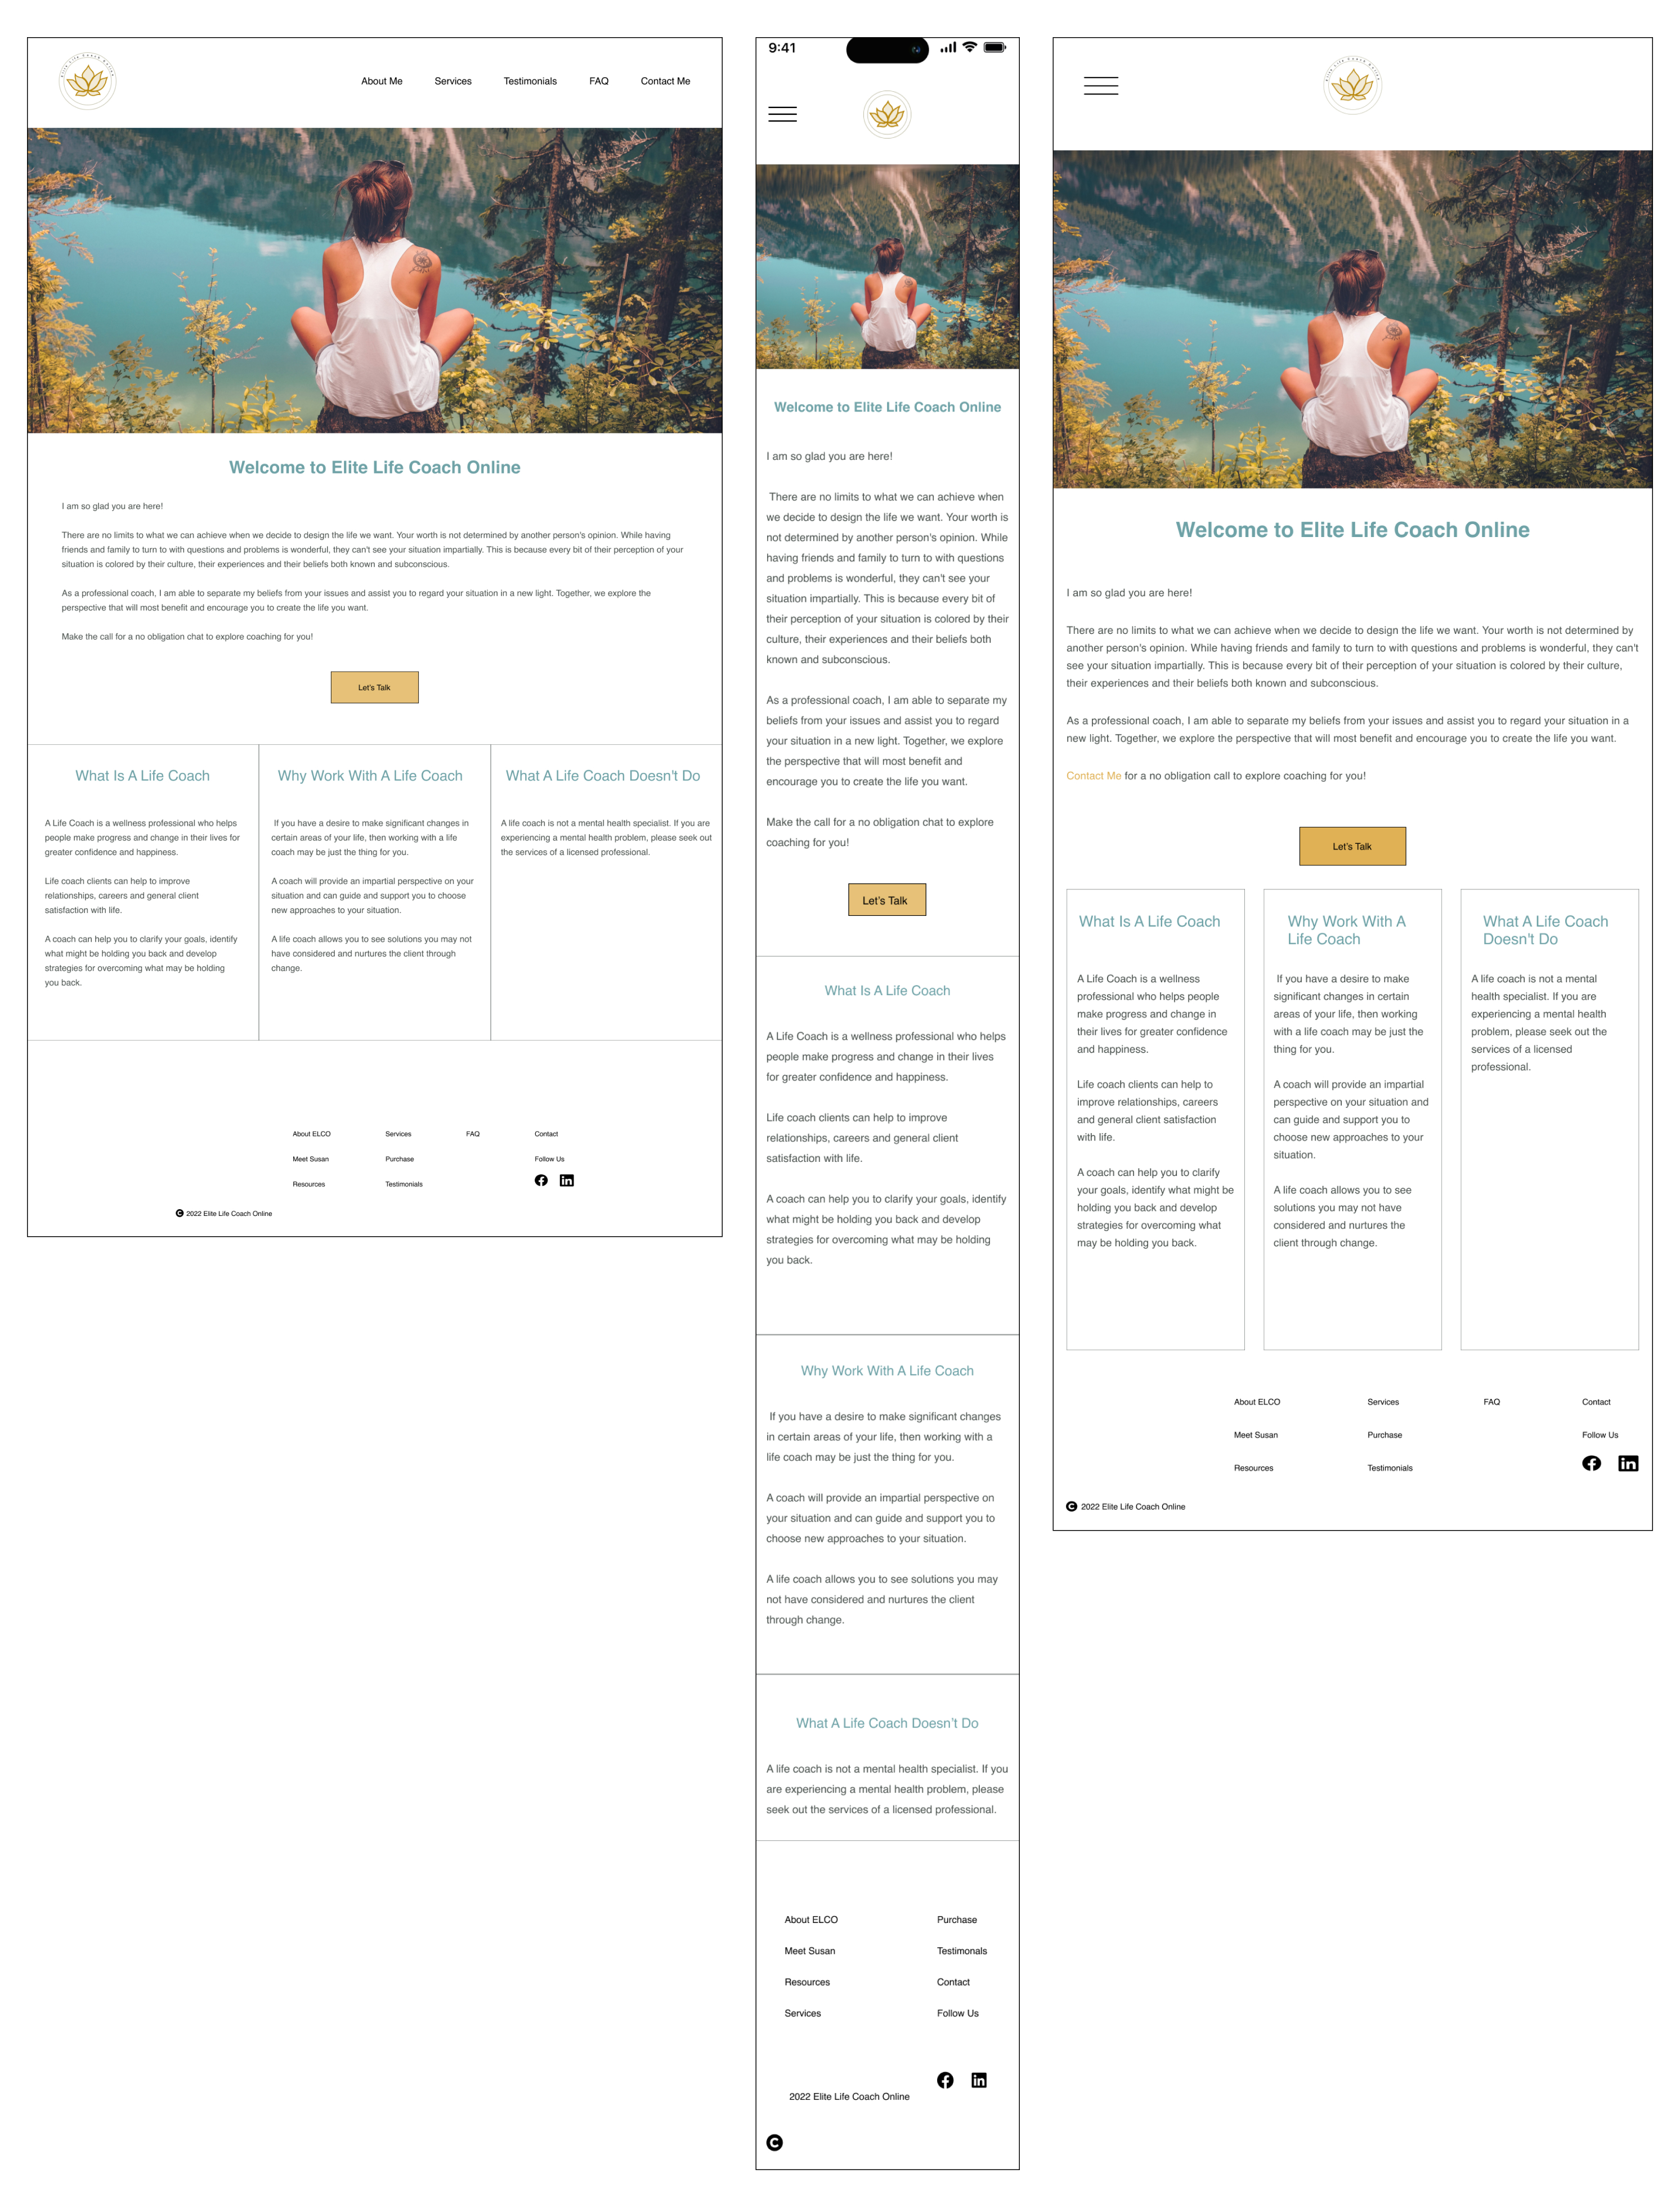 About Me Services Testimonials FAQ Contact Me
Welcome to Elite Life Coach Online
I am so glad you are here!
There are no limits to what we can achieve when we decide to design the life we want. Your worth is not determined by another person's opinion. While having
friends and family to turn to with questions and problems is wonderful, they can't see your situation impartially. This is because every bit of their perception of your
situation is colored by their culture, their experiences and their beliefs both known and subconscious.
As a professional coach, I am able to separate my beliefs from your issues and assist you to regard your situation in a new light. Together, we explore the
perspective that will most benefit and encourage you to create the life you want.
Make the call for a no obligation chat to explore coaching for you!
Let's Talk
What Is A Life Coach
A Life Coach is a wellness professional who helps
people make progress and change in their lives for
greater confidence and happiness.
Life coach clients can help to improve
relationships, careers and general client
satisfaction with life.
A coach can help you to clarify your goals, identify
what might be holding you back and develop
strategies for overcoming what may be holding
you back.
Why Work With A Life Coach
If you have a desire to make significant changes in
certain areas of your life, then working with a life
coach may be just the thing for you.
A coach will provide an impartial perspective on your
situation and can guide and support you to choose
new approaches to your situation.
A life coach allows you to see solutions you may not
have considered and nurtures the client through
change.
What A Life Coach Doesn't Do
A life coach is not a mental health specialist. If you are
experiencing a mental health problem, please seek out
the services of a licensed professional.
About ELCO Services FAQ Contact
Meet Susan Purchase Follow Us
Resources Testimonials
2022 Elite Life Coach Online
9:41
Welcome to Elite Life Coach Online
I am so glad you are here!
There are no limits to what we can achieve when
we decide to design the life we want. Your worth is
not determined by another person's opinion. While
having friends and family to turn to with questions
and problems is wonderful, they can't see your
situation impartially. This is because every bit of
their perception of your situation is colored by their
culture, their experiences and their beliefs both
known and subconscious.
As a professional coach, I am able to separate my
beliefs from your issues and assist you to regard
your situation in a new light. Together, we explore
the perspective that will most benefit and
encourage you to create the life you want.
Make the call for a no obligation chat to explore
coaching for you!
Let's Talk
What Is A Life Coach
A Life Coach is a wellness professional who helps
people make progress and change in their lives
for greater confidence and happiness.
Life coach clients can help to improve
relationships, careers and general client
satisfaction with life.
A coach can help you to clarify your goals, identify
what might be holding you back and develop
strategies for overcoming what may be holding
you back.
Why Work With A Life Coach
If you have a desire to make significant changes
in certain areas of your life, then working with a
life coach may be just the thing for you.
A coach will provide an impartial perspective on
your situation and can guide and support you to
choose new approaches to your situation.
A life coach allows you to see solutions you may
not have considered and nurtures the client
through change.
What A Life Coach Doesn't Do
A life coach is not a mental health specialist. If you
are experiencing a mental health problem, please
seek out the services of a licensed professional.
About ELCO Purchase
Meet Susan Testimonals
Resources Contact
Services Follow Us
2022 Elite Life Coach Online
Welcome to Elite Life Coach Online
I am so glad you are here!
There are no limits to what we can achieve when we decide to design the life we want. Your worth is not determined by
another person's opinion. While having friends and family to turn to with questions and problems is wonderful, they can't
see your situation impartially. This is because every bit of their perception of your situation is colored by their culture,
their experiences and their beliefs both known and subconscious.
As a professional coach, I am able to separate my beliefs from your issues and assist you to regard your situation in a
new light. Together, we explore the perspective that will most benefit and encourage you to create the life you want.
Contact Me for a no obligation call to explore coaching for you!
Let's Talk
What Is A Life Coach
A Life Coach is a wellness
professional who helps people
make progress and change in
their lives for greater confidence
and happiness.
Life coach clients can help to
improve relationships, careers
and general client satisfaction
with life.
A coach can help you to clarify
your goals, identify what might be
holding you back and develop
strategies for overcoming what
may be holding you back.
Why Work With A
Life Coach
If you have a desire to make
significant changes in certain
areas of your life, then working
with a life coach may be just the
thing for you.
A coach will provide an impartial
perspective on your situation and
can guide and support you to
choose new approaches to your
situation.
A life coach allows you to see
solutions you may not have
considered and nurtures the
client through change.
What A Life Coach
Doesn't Do
A life coach is not a mental
health specialist. If you are
experiencing a mental health
problem, please seek out the
services of a licensed
professional.
About ELCO Services FAQ Contact
Meet Susan Purchase Follow Us
Resources Testimonials
2022 Elite Life Coach Online